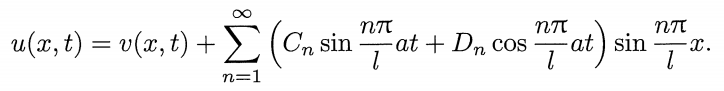 u(x, t) = v(x, t) + \sum_{n=1}^{\infty} \left( C_n \sin \frac{n\pi}{l} at + D_n \cos \frac{n\pi}{l} at \right) \sin \frac{n\pi}{l} x.